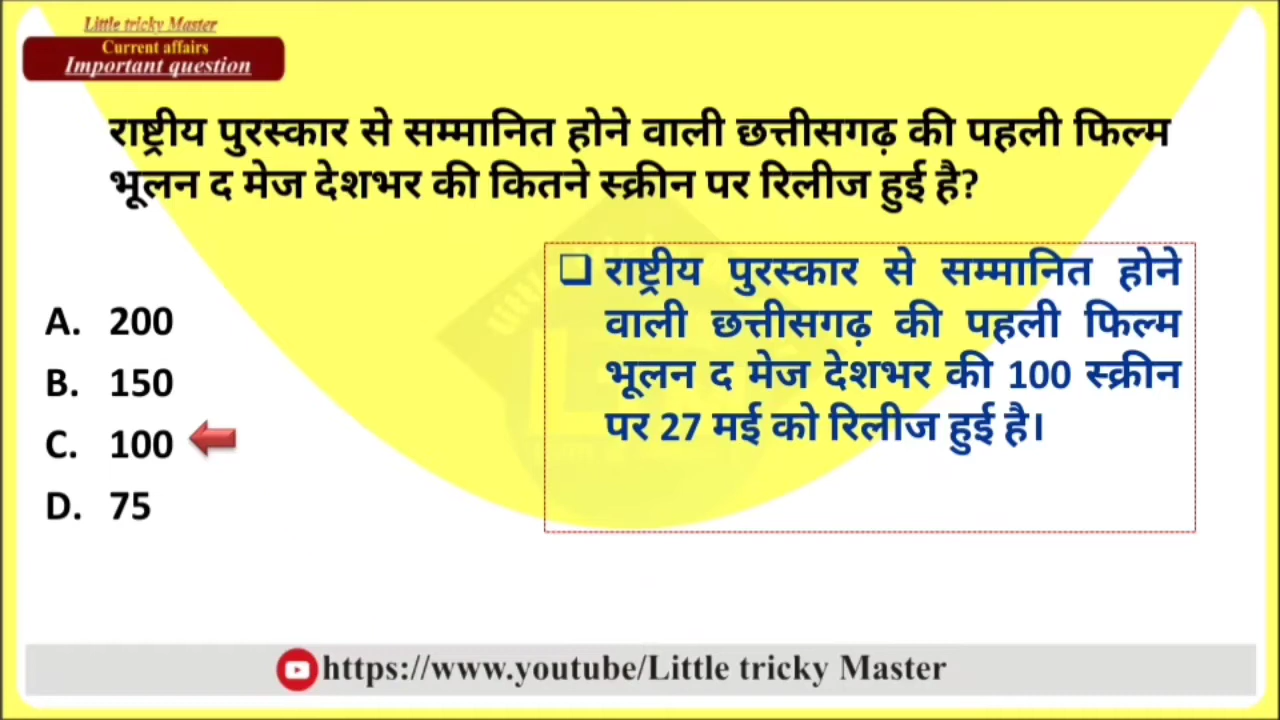 Little tricky Master
Current affairs
Important question
राष्ट्रीय पुरस्कार से सम्मानित होने वाली छत्तीसगढ़ की पहली फिल्म
भूलन द मेज देशभर की कितने स्क्रीन पर रिलीज हुई है?
A. 200
B. 150
C. 100
D. 75
❑ राष्ट्रीय पुरस्कार से सम्मानित होने
वाली छत्तीसगढ़ की पहली फिल्म
भूलन द मेज देशभर की 100 स्क्रीन
पर 27 मई को रिलीज हुई है।
https://www.youtube/Little tricky Master